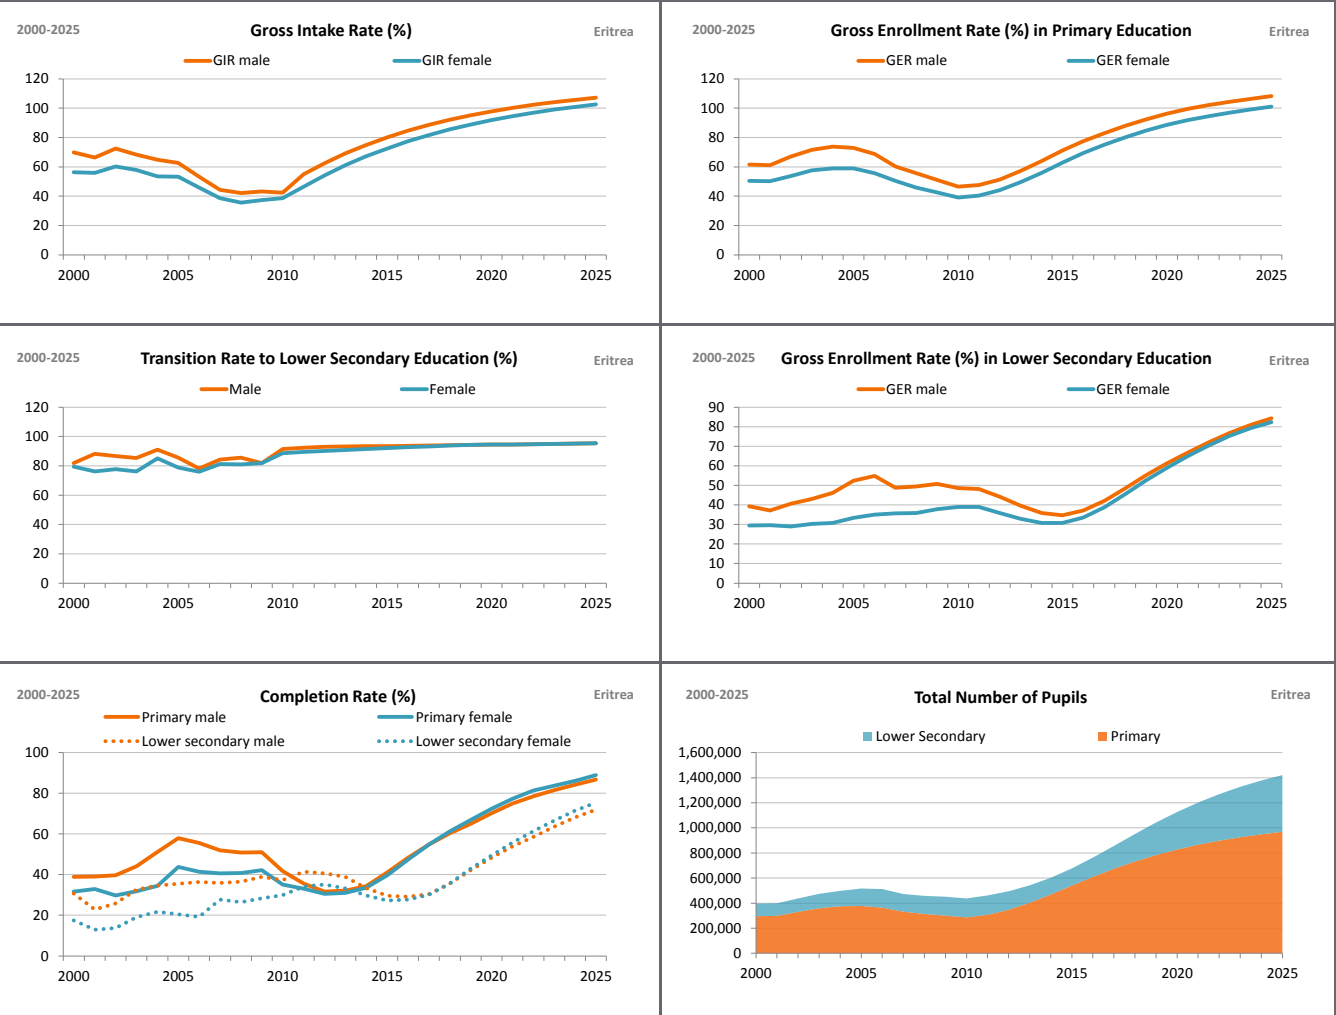 2000-2025 Gross Intake Rate (%) Eritrea
GIR male GIR female
120
100
80
60
40
20
0
2000 2005 2010 2015 2020 2025
2000-2025 Gross Enrollment Rate (%) in Primary Education Eritrea
GER male GER female
120
100
80
60
40
20
0
2000 2005 2010 2015 2020 2025
2000-2025 Transition Rate to Lower Secondary Education (%) Eritrea
Male Female
120
100
80
60
40
20
0
2000 2005 2010 2015 2020 2025
2000-2025 Gross Enrollment Rate (%) in Lower Secondary Education Eritrea
GER male GER female
90
80
70
60
50
40
30
20
10
0
2000 2005 2010 2015 2020 2025
2000-2025 Completion Rate (%) Eritrea
Primary male Primary female
Lower secondary male Lower secondary female
100
80
60
40
20
0
2000 2005 2010 2015 2020 2025
2000-2025 Total Number of Pupils Eritrea
Lower Secondary Primary
1,600,000
1,400,000
1,200,000
1,000,000
800,000
600,000
400,000
200,000
0
2000 2005 2010 2015 2020 2025